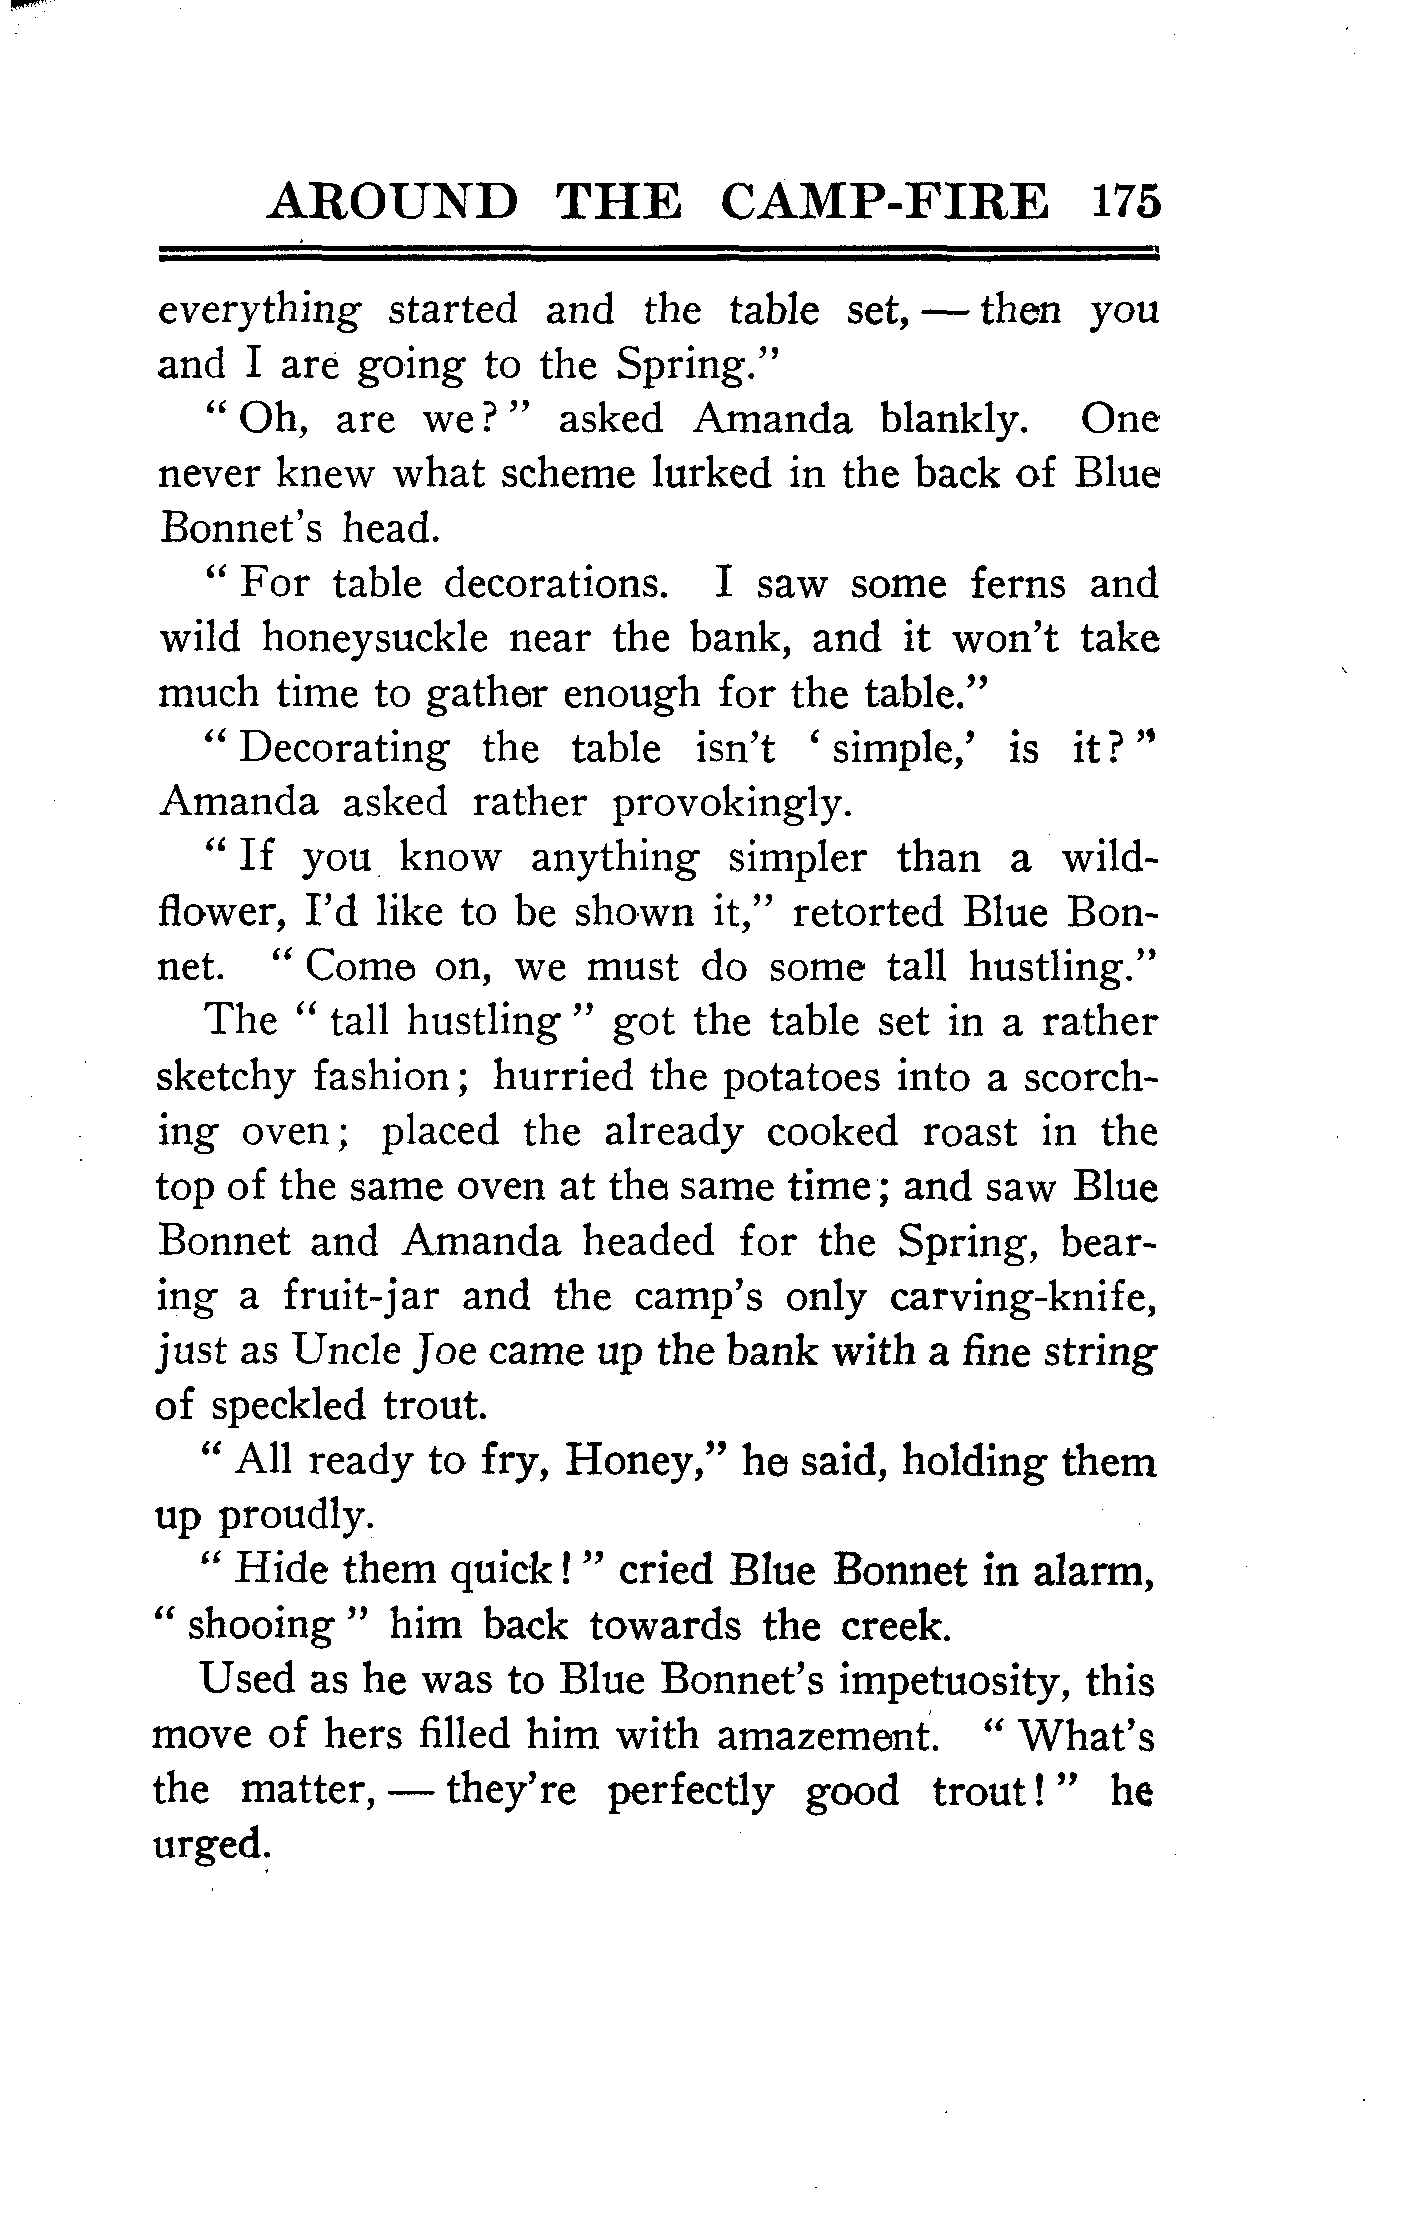 AROUND THE CAMP-FIRE 175
everything started and the table set, — then you
and I are going to the Spring."
" Oh, are we? " asked Amanda blankly. One
never knew what scheme lurked in the back of Blue
Bonnet's head.
" For table decorations. I saw some ferns and
wild honeysuckle near the bank, and it won't take
much time to gather enough for the table."
" Decorating the table isn't ' simple,' is it? "
Amanda asked rather provokingly.
" If you know anything simpler than a wild-
flower, I'd like to be shown it," retorted Blue Bon-
net. " Come on, we must do some tall hustling."
The " tall hustling " got the table set in a rather
sketchy fashion; hurried the potatoes into a scorch-
ing oven; placed the already cooked roast in the
top of the same oven at the same time; and saw Blue
Bonnet and Amanda headed for the Spring, bear-
ing a fruit-jar and the camp's only carving-knife,
just as Uncle Joe came up the bank with a fine string
of speckled trout.
" All ready to fry, Honey," he said, holding them
up proudly.
" Hide them quick! " cried Blue Bonnet in alarm,
" shooing " him back towards the creek.
Used as he was to Blue Bonnet's impetuosity, this
move of hers filled him with amazement. " What's
the matter, — they're perfectly good trout! " he
urged.